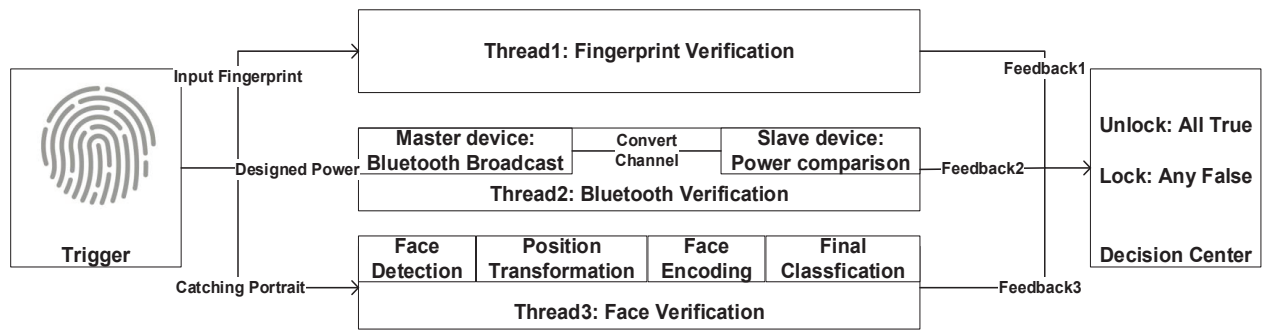 Trigger
Input Fingerprint
Designed Power
Catching Portrait
Thread1: Fingerprint Verification
Master device:
Bluetooth Broadcast
Convert
Channel
Slave device:
Power comparison
Thread2: Bluetooth Verification
Face
Detection
Position
Transformation
Face
Encoding
Final
Classfication
Thread3: Face Verification
Feedback1
Feedback2
Feedback3
Unlock: All True
Lock: Any False
Decision Center